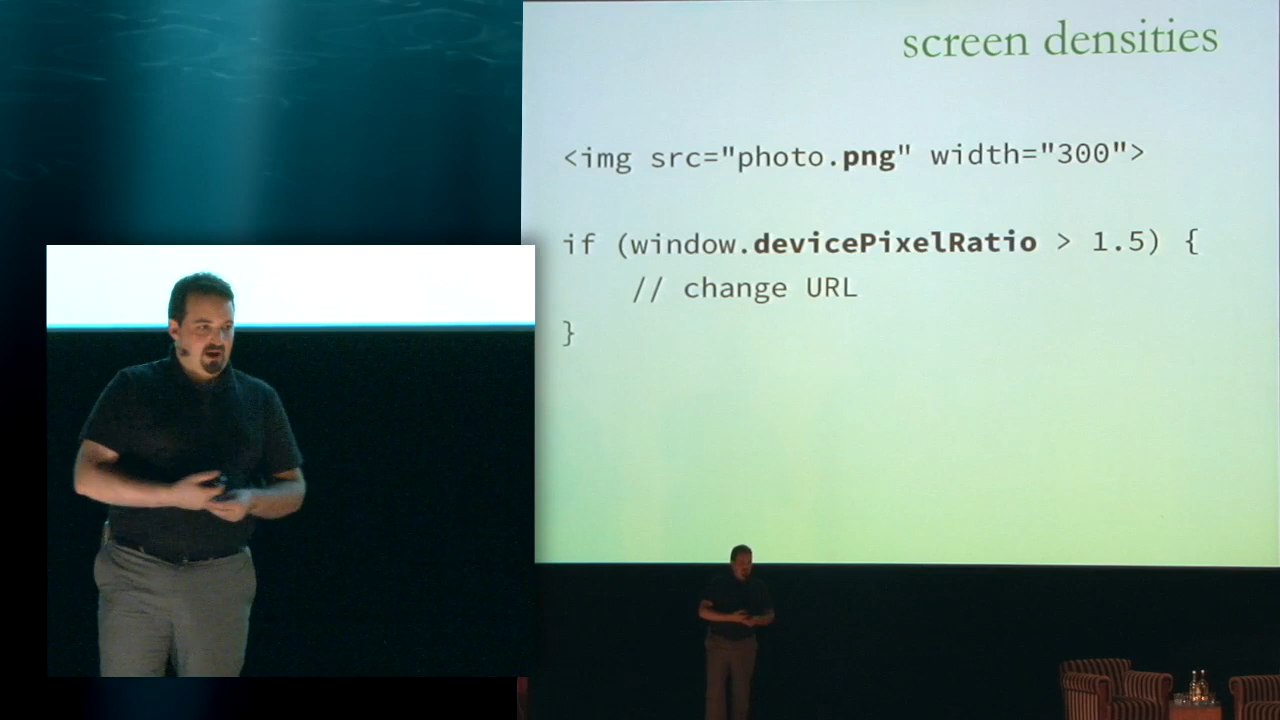 screen densities
<img src="photo.png" width="300">
if (window.devicePixelRatio > 1.5) {
// change URL
}